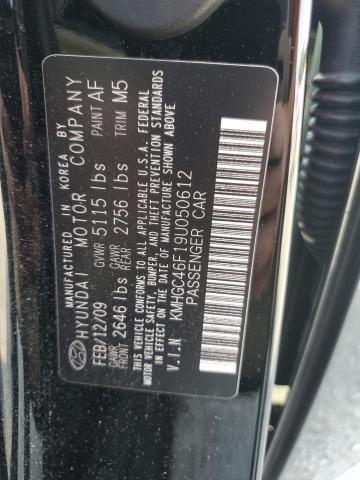 MADE IN KOREA BY
HYUNDAI MOTOR COMPANY
FEB/12/09 GVWR 5115 lbs PAINT AF
GAWR FRONT 2646 lbs GAWR REAR 2756 lbs TRIM M5
THIS VEHICLE CONFORMS TO ALL APPLICABLE U.S.A. FEDERAL
MOTOR VEHICLE SAFETY, BUMPER, AND THEFT PREVENTION STANDARDS
IN EFFECT ON THE DATE OF MANUFACTURE SHOWN ABOVE
V.I.N KMHGC46F19U050612
PASSENGER CAR